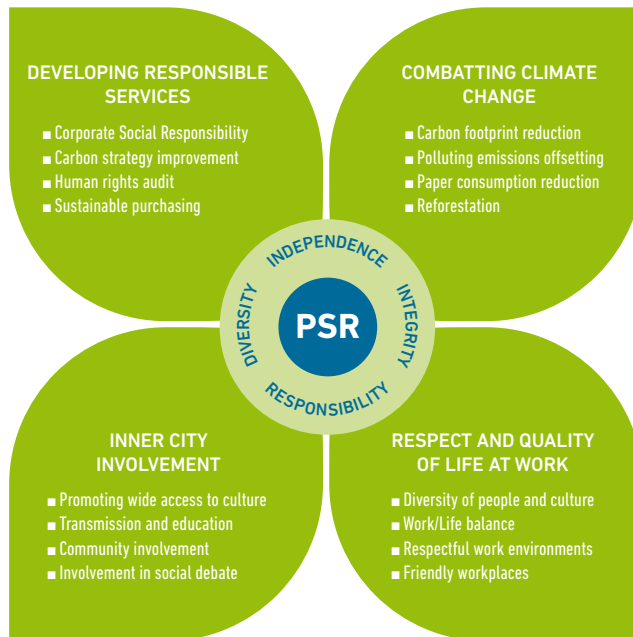 DEVELOPING RESPONSIBLE
SERVICES
■ Corporate Social Responsibility
■ Carbon strategy improvement
■ Human rights audit
■ Sustainable purchasing
COMBATTING CLIMATE
CHANGE
■ Carbon footprint reduction
■ Polluting emissions offsetting
■ Paper consumption reduction
■ Reforestation
INDEPENDENCE
DIVERSITY
INTEGRITY
PSR
RESPONSIBILITY
INNER CITY
INVOLVEMENT
■ Promoting wide access to culture
■ Transmission and education
■ Community involvement
■ Involvement in social debate
RESPECT AND QUALITY
OF LIFE AT WORK
■ Diversity of people and culture
■ Work/Life balance
■ Respectful work environments
■ Friendly workplaces